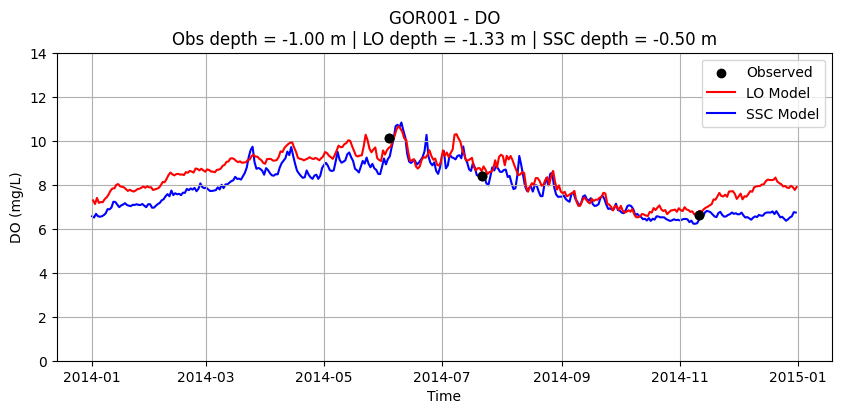 GOR001 - DO
Obs depth = -1.00 m | LO depth = -1.33 m | SSC depth = -0.50 m
14
12
10
8
6
4
2
0
DO (mg/L)
Observed
LO Model
SSC Model
2014-01
2014-03
2014-05
2014-07
2014-09
2014-11
2015-01
Time